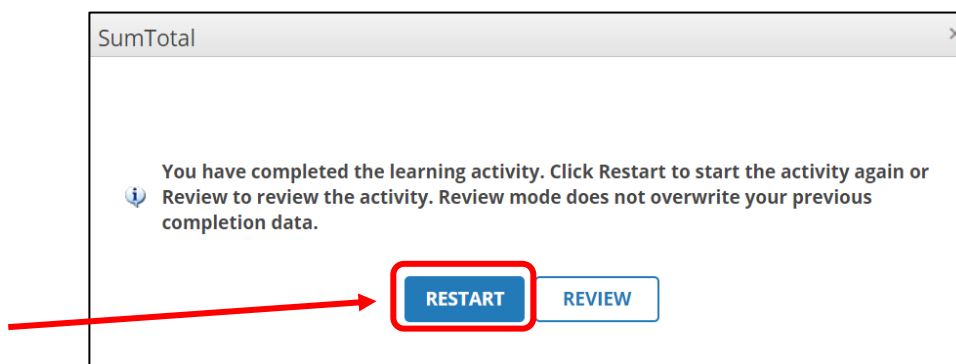 SumTotal
You have completed the learning activity. Click Restart to start the activity again or
Review to review the activity. Review mode does not overwrite your previous
completion data.
RESTART REVIEW